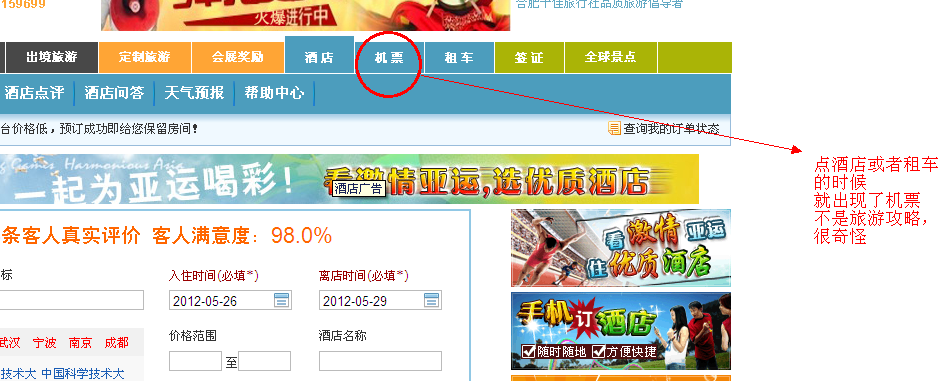 159699
火爆进行中
合肥十佳旅行社品质旅游倡导者
出境旅游 定制旅游 会展奖励 酒店 机票 租车 签证 全球景点
酒店点评 酒店问答 天气预报 帮助中心
台价格低，预订成功即给您保留房间！ 查询我的订单状态
ng Games Harmonious Asia
一起为亚运喝彩！ 看激情亚运,选优质酒店
酒店广告
点酒店或者租车
的时候
就出现了机票
不是旅游攻略，
很奇怪
条客人真实评价 客人满意度：98.0%
看激情亚运
住优质酒店
标 入住时间(必填*) 离店时间(必填*)
2012-05-26 2012-05-29
价格范围 酒店名称
至
手机订酒店
随时随地 方便快捷
武汉 宁波 南京 成都
技术大 中国科学技术大